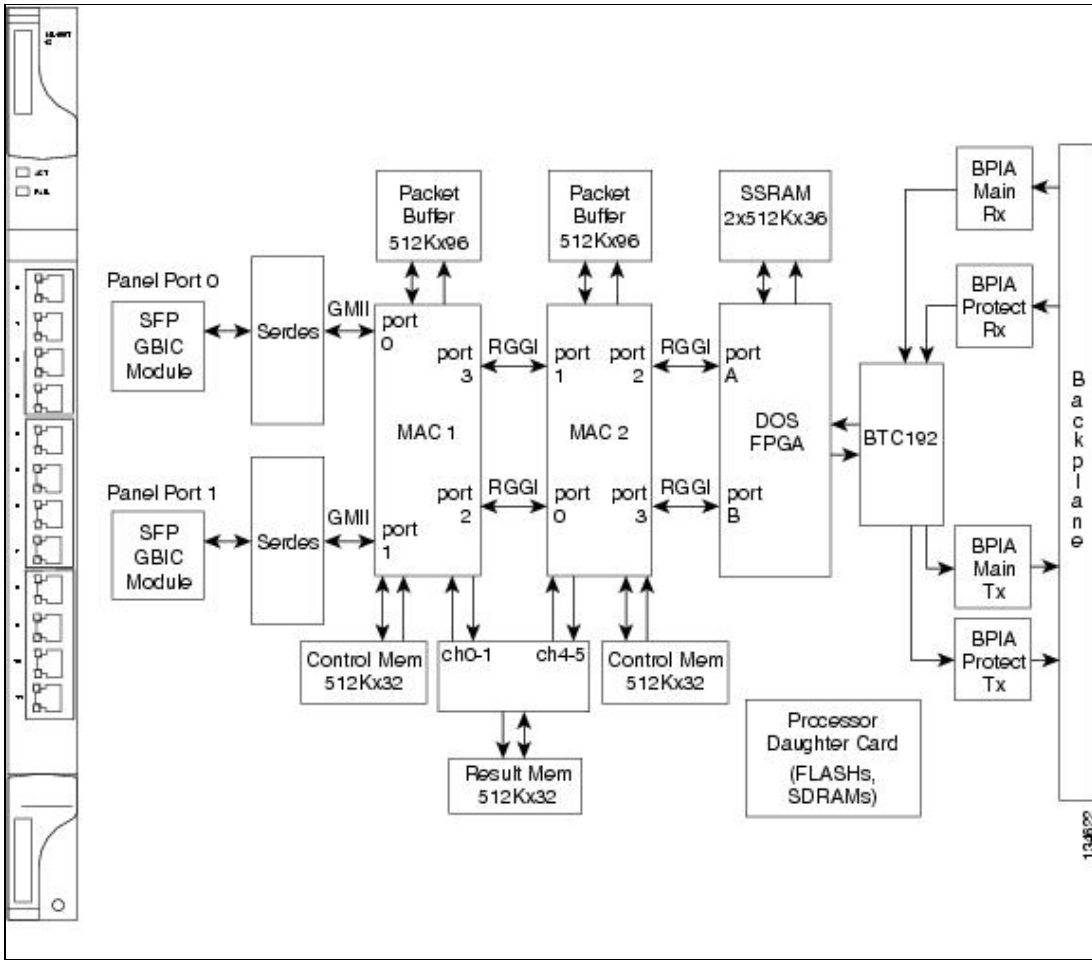 Packet
Buffer
512Kx96
Packet
Buffer
512Kx96
SSRAM
2x512Kx36
BPIA
Main
Rx
BPIA
Protect
Rx
Panel Port 0
SFP
GBIC
Module
Serdes
GMII
port
0
port
3
MAC 1
port
2
port
1
RGGI
RGGI
port
1
port
2
MAC 2
port
0
port
3
RGGI
RGGI
port
A
DOS
FPGA
port
B
BTC192
Backplane
Panel Port 1
SFP
GBIC
Module
Serdes
GMII
BPIA
Main
Tx
BPIA
Protect
Tx
Control Mem
512Kx32
ch0-1
ch4-5
Control Mem
512Kx32
Result Mem
512Kx32
Processor
Daughter Card
(FLASHs,
SDRAMs)
134622